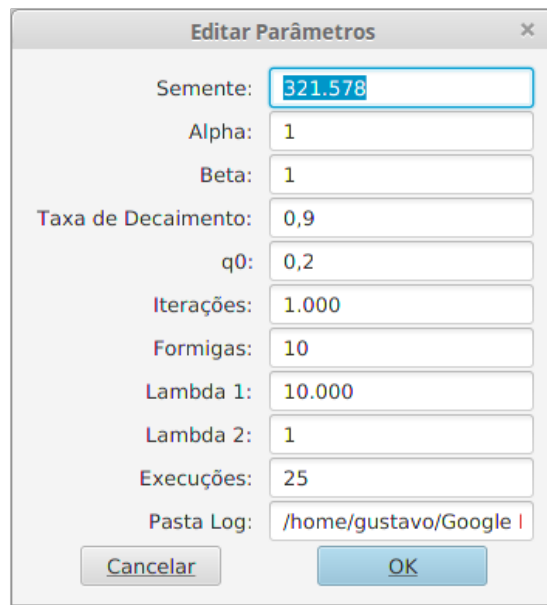 Editar Parâmetros ×
Semente: 321.578
Alpha: 1
Beta: 1
Taxa de Decaimento: 0,9
q0: 0,2
Iterações: 1.000
Formigas: 10
Lambda 1: 10.000
Lambda 2: 1
Execuções: 25
Pasta Log: /home/gustavo/Google
Cancelar OK